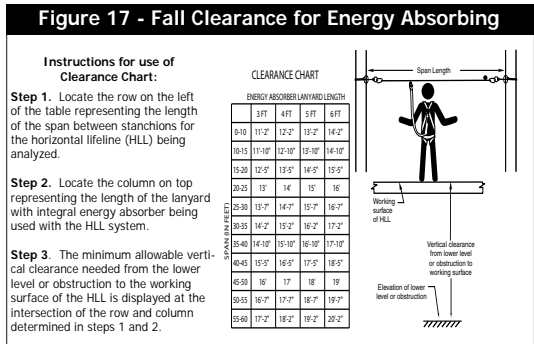 Figure 17 - Fall Clearance for Energy Absorbing
Instructions for use of
Clearance Chart:
Step 1. Locate the row on the left
of the table representing the length
of the span between stanchions for
the horizontal lifeline (HLL) being
analyzed.
Step 2. Locate the column on top
representing the length of the lanyard
with integral energy absorber being
used with the HLL system.
Step 3. The minimum allowable verti-
cal clearance needed from the lower
level or obstruction to the working
surface of the HLL is displayed at the
intersection of the row and column
determined in steps 1 and 2.
CLEARANCE CHART
ENERGY ABSORBER LANYARD LENGTH
3 FT 4 FT 5 FT 6 FT
SPAN (IN FEET)
0-10 11'-2" 12'-2" 13'-2" 14'-2"
10-15 11'-10" 12'-10" 13'-10" 14'-10"
15-20 12'-5" 13'-5" 14'-5" 15'-5"
20-25 13' 14' 15' 16'
25-30 13'-7" 14'-7" 15'-7" 16'-7"
30-35 14'-2" 15'-2" 16'-2" 17'-2"
35-40 14'-10" 15'-10" 16'-10" 17'-10"
40-45 15'-5" 16'-5" 17'-5" 18'-5"
45-50 16' 17' 18' 19'
50-55 16'-7" 17'-7" 18'-7" 19'-7"
55-60 17'-2" 18'-2" 19'-2" 20'-2"
Span Length
Working
surface
of HLL
Vertical clearance
from lower level
or obstruction to
working surface
Elevation of lower
level or obstruction